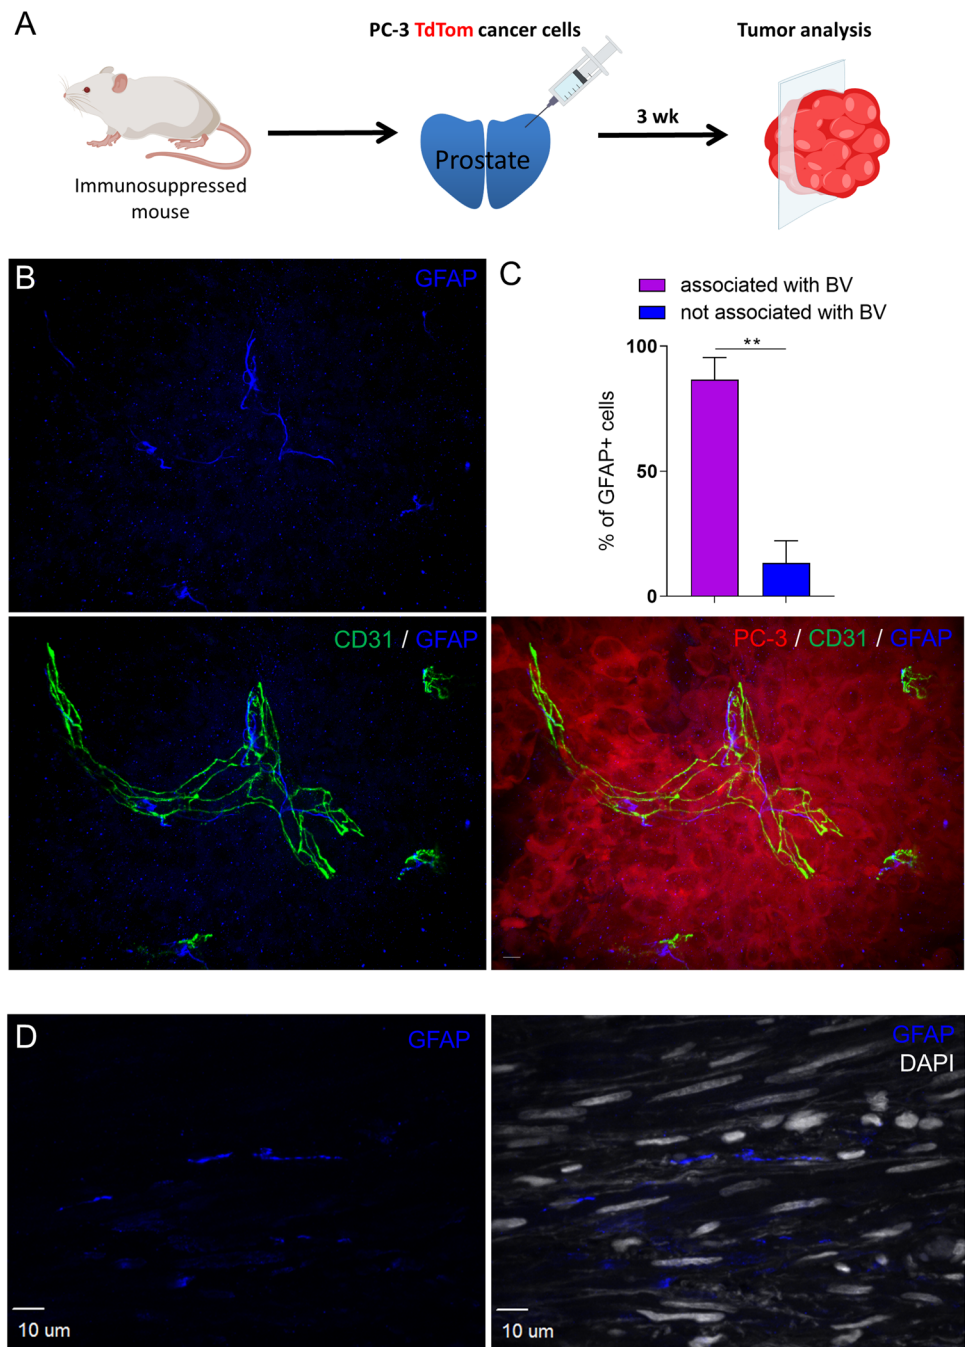 A
PC-3 TdTom cancer cells
Tumor analysis
3 wk
Prostate
Immunosuppressed
mouse
B
GFAP
C
associated with BV
not associated with BV
**
100
50
0
% of GFAP+ cells
CD31 / GFAP
PC-3 / CD31 / GFAP
D
GFAP
10 um
GFAP
DAPI
10 um